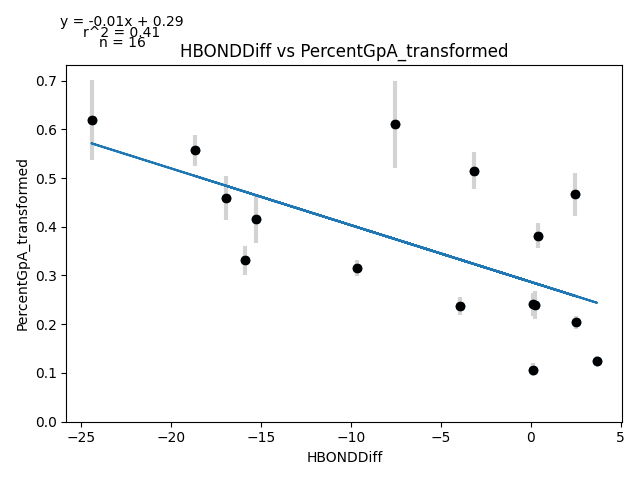 y = -0.01x + 0.29
r^2 = 0.41
n = 16
HBONDDiff vs PercentGpA_transformed
PercentGpA_transformed
0.7
0.6
0.5
0.4
0.3
0.2
0.1
0.0
−25
−20
−15
−10
−5
0
5
HBONDDiff